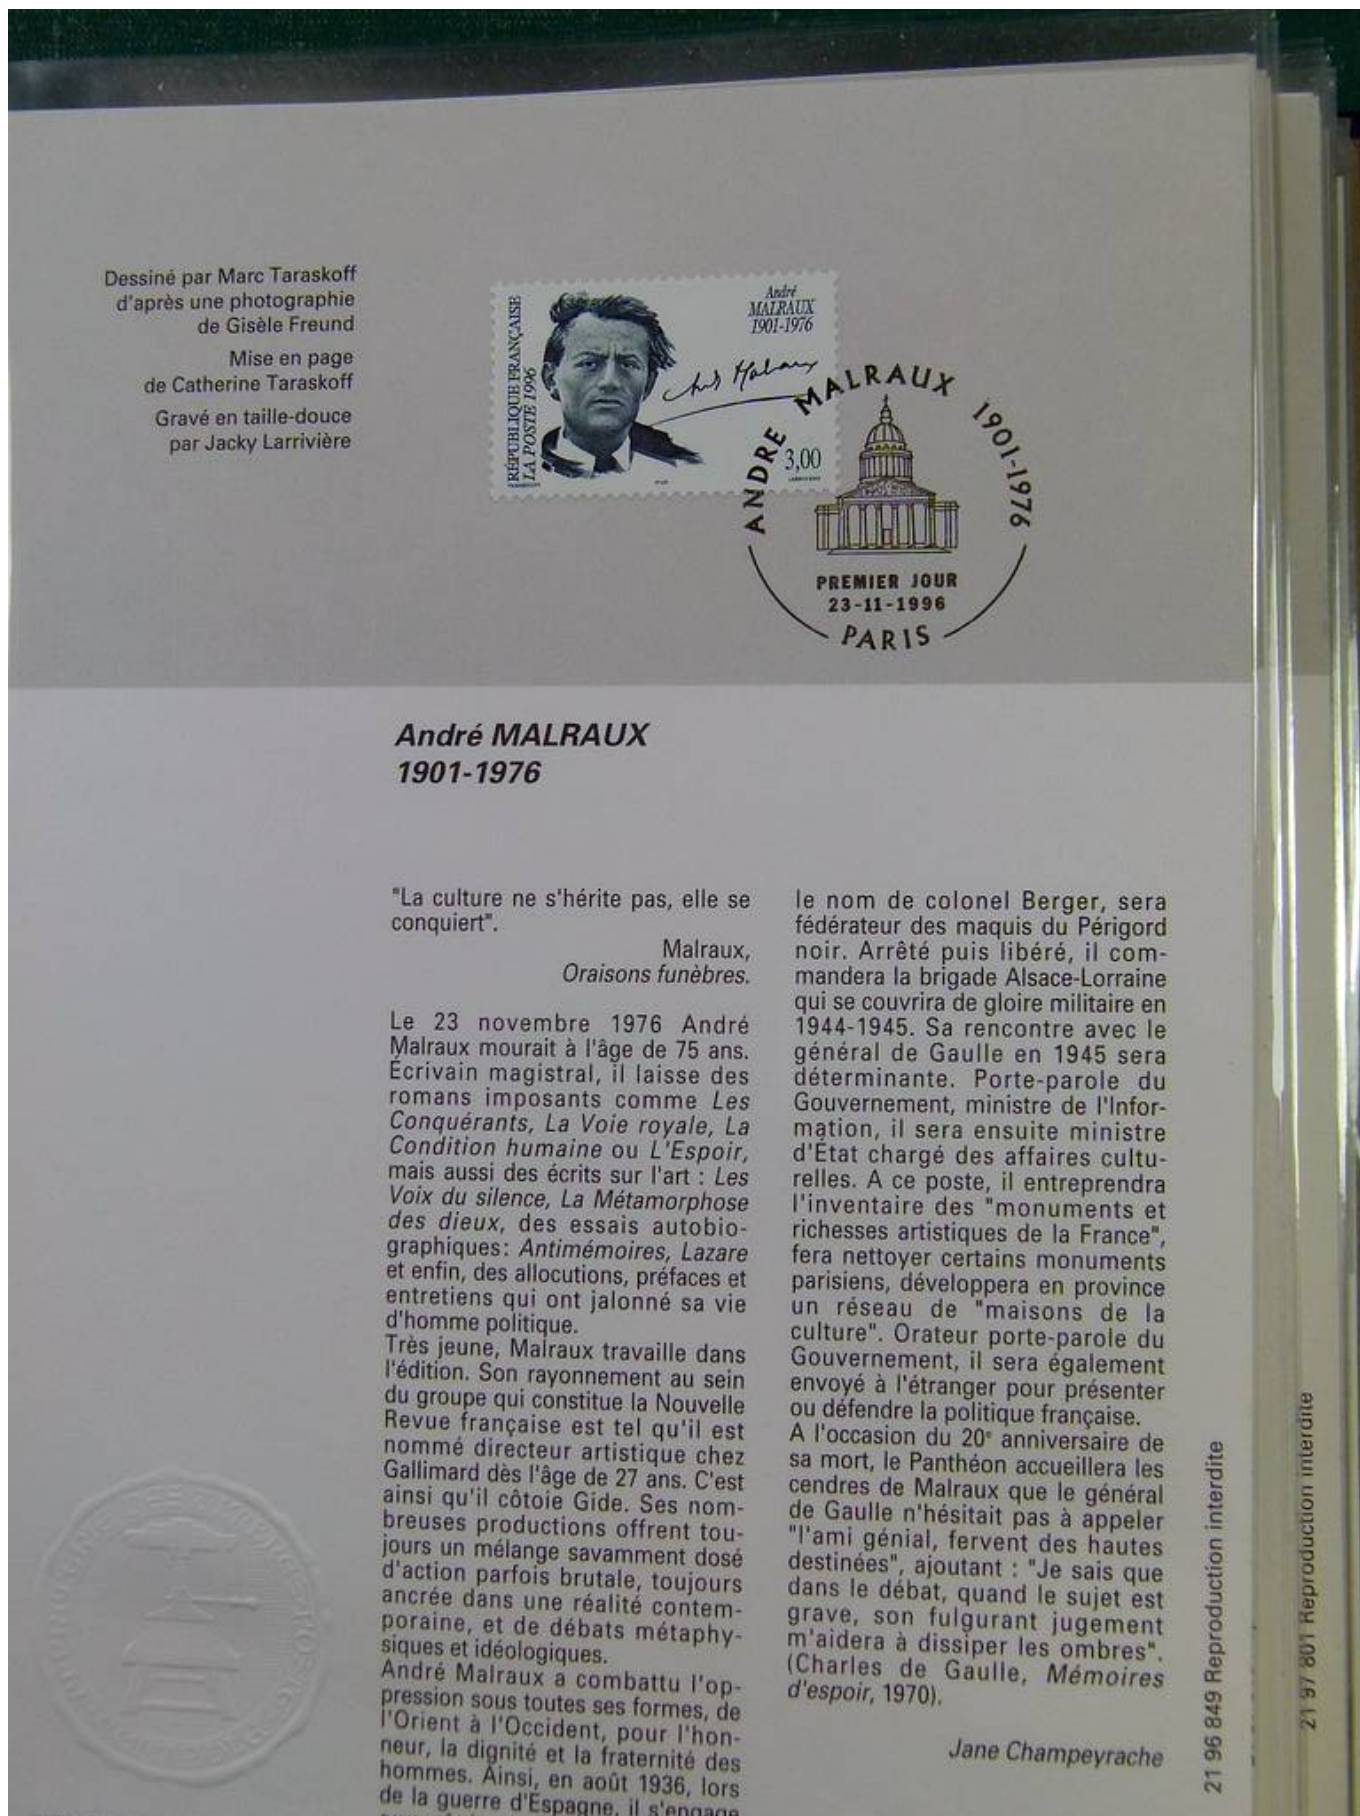 Dessiné par Marc Taraskoff
d'après une photographie
de Gisèle Freund
Mise en page
de Catherine Taraskoff
Gravé en taille-douce
par Jacky Larrivière
RÉPUBLIQUE FRANÇAISE
LA POSTE 1996
André
MALRAUX
1901-1976
3,00
ANDRE MALRAUX 1901-1976
PREMIER JOUR
23-11-1996
PARIS
André MALRAUX
1901-1976
"La culture ne s'hérite pas, elle se
conquiert".
Malraux,
Oraisons funèbres.
Le 23 novembre 1976 André
Malraux mourait à l'âge de 75 ans.
Écrivain magistral, il laisse des
romans imposants comme Les
Conquérants, La Voie royale, La
Condition humaine ou L'Espoir,
mais aussi des écrits sur l'art : Les
Voix du silence, La Métamorphose
des dieux, des essais autobio-
graphiques: Antimémoires, Lazare
et enfin, des allocutions, préfaces et
entretiens qui ont jalonné sa vie
d'homme politique.
Très jeune, Malraux travaille dans
l'édition. Son rayonnement au sein
du groupe qui constitue la Nouvelle
Revue française est tel qu'il est
nommé directeur artistique chez
Gallimard dès l'âge de 27 ans. C'est
ainsi qu'il côtoie Gide. Ses nom-
breuses productions offrent tou-
jours un mélange savamment dosé
d'action parfois brutale, toujours
ancrée dans une réalité contem-
poraine, et de débats métaphy-
siques et idéologiques.
André Malraux a combattu l'op-
pression sous toutes ses formes, de
l'Orient à l'Occident, pour l'hon-
neur, la dignité et la fraternité des
hommes. Ainsi, en août 1936, lors
de la guerre d'Espagne, il s'engage
le nom de colonel Berger, sera
fédérateur des maquis du Périgord
noir. Arrêté puis libéré, il com-
mandera la brigade Alsace-Lorraine
qui se couvrira de gloire militaire en
1944-1945. Sa rencontre avec le
général de Gaulle en 1945 sera
déterminante. Porte-parole du
Gouvernement, ministre de l'Infor-
mation, il sera ensuite ministre
d'État chargé des affaires cultu-
relles. A ce poste, il entreprendra
l'inventaire des "monuments et
richesses artistiques de la France",
fera nettoyer certains monuments
parisiens, développera en province
un réseau de "maisons de la
culture". Orateur porte-parole du
Gouvernement, il sera également
envoyé à l'étranger pour présenter
ou défendre la politique française.
A l'occasion du 20e anniversaire de
sa mort, le Panthéon accueillera les
cendres de Malraux que le général
de Gaulle n'hésitait pas à appeler
"l'ami génial, fervent des hautes
destinées", ajoutant : "Je sais que
dans le débat, quand le sujet est
grave, son fulgurant jugement
m'aidera à dissiper les ombres".
(Charles de Gaulle, Mémoires
d'espoir, 1970).
Jane Champeyrache
21 96 849 Reproduction interdite
21 97 801 Reproduction interdite